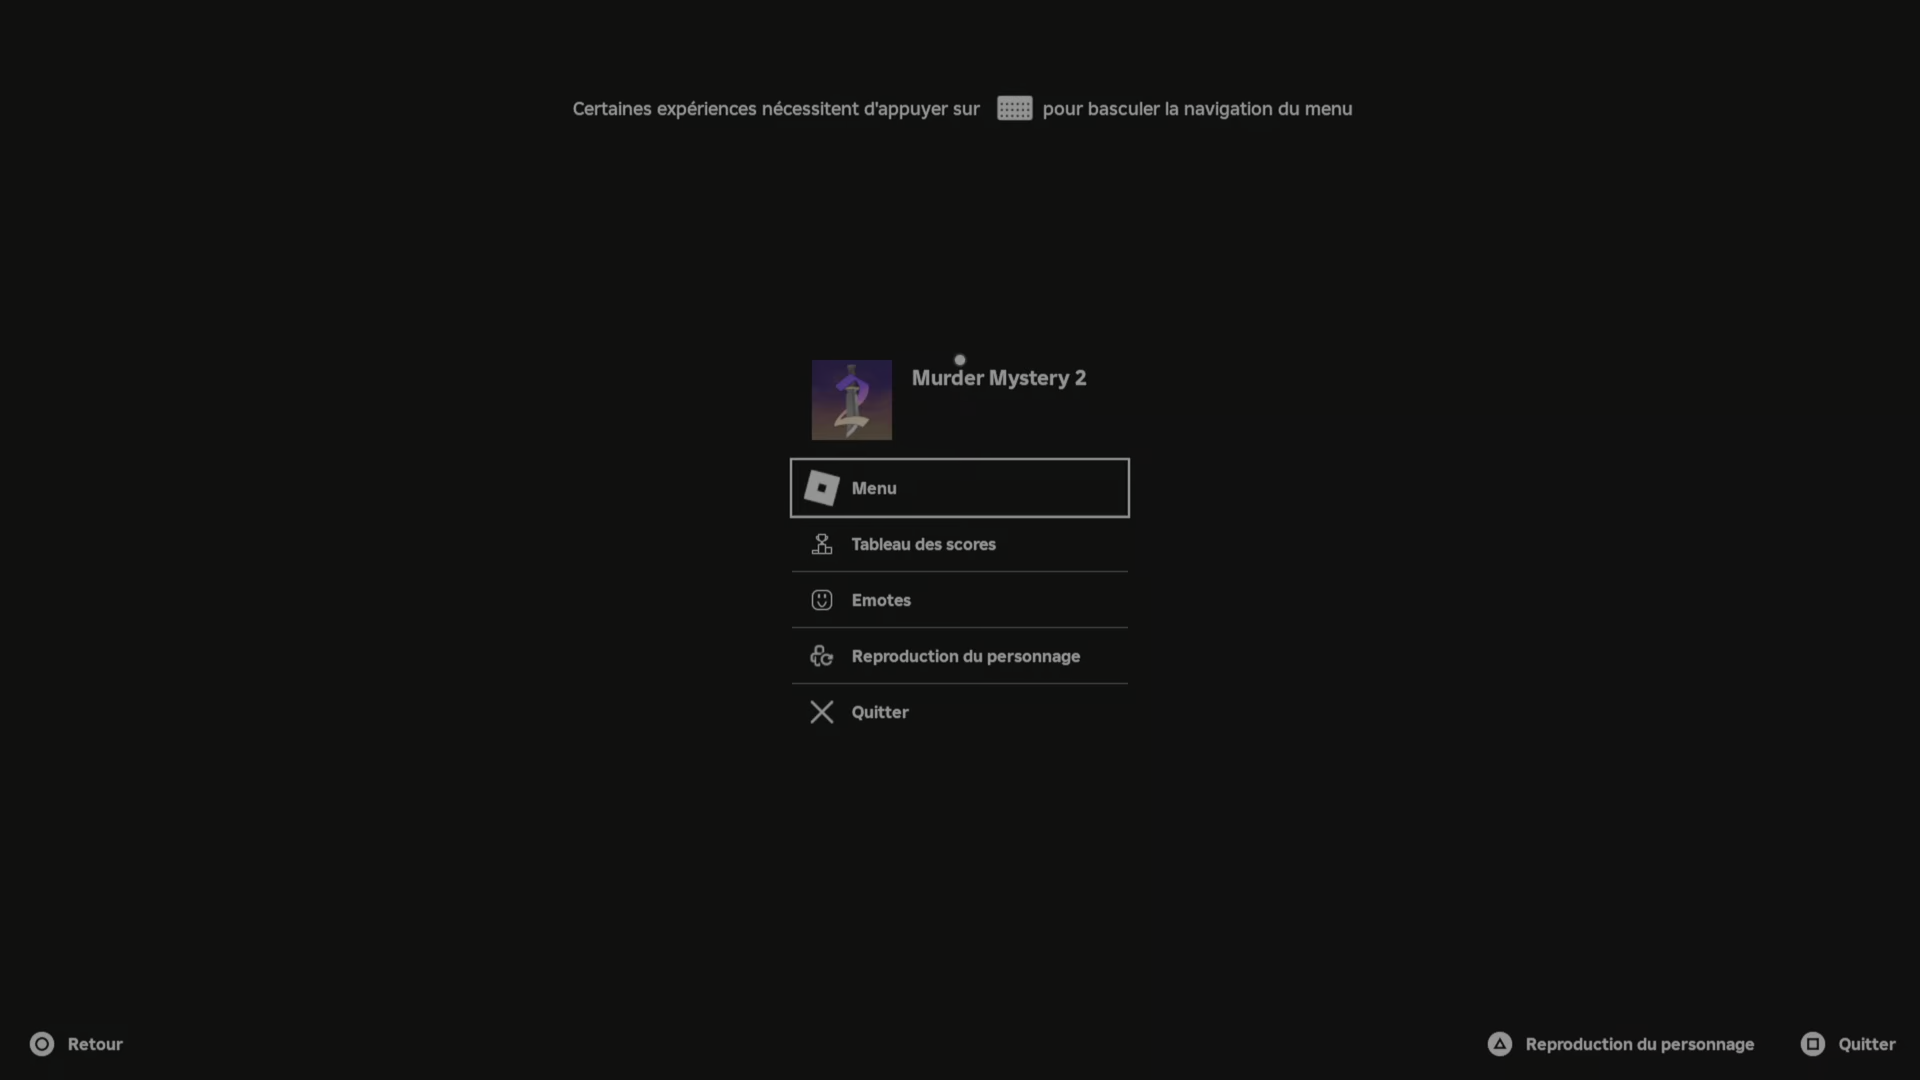 Certaines expériences nécessitent d'appuyer sur pour basculer la navigation du menu
Murder Mystery 2
Menu
Tableau des scores
Emotes
Reproduction du personnage
Quitter
Retour
Reproduction du personnage
Quitter